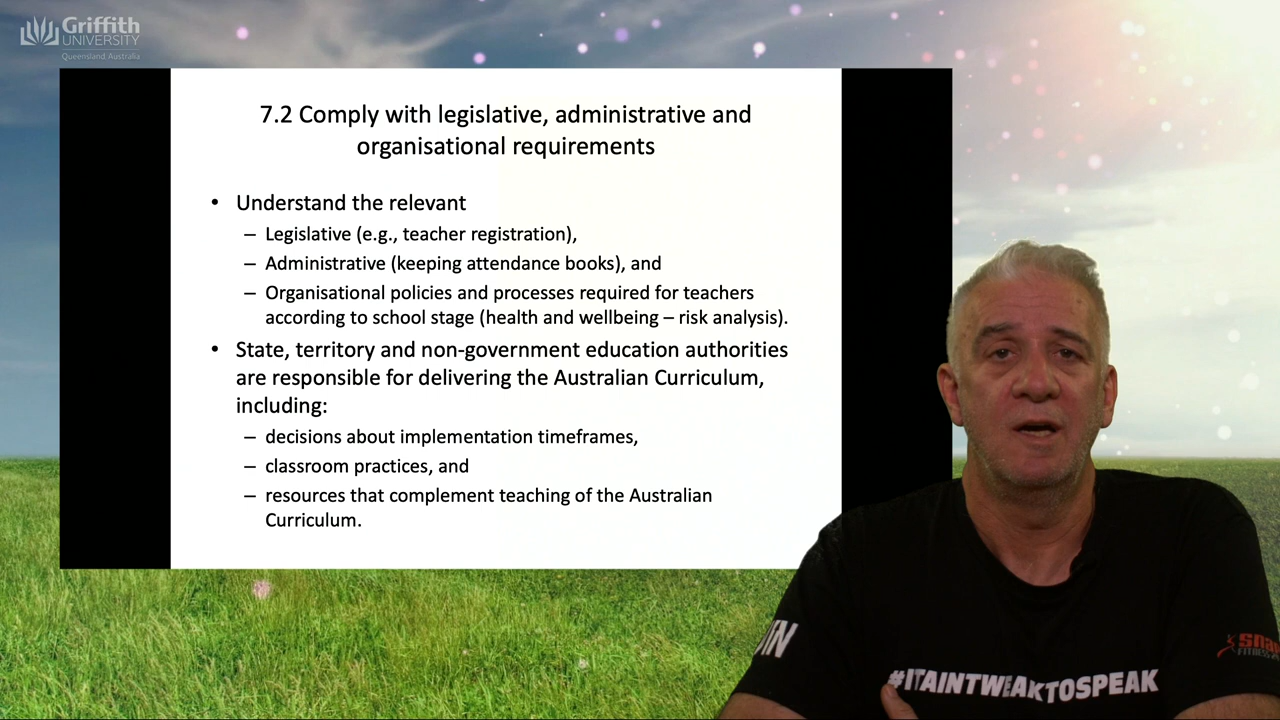 Griffith
UNIVERSITY
Queensland, Australia
7.2 Comply with legislative, administrative and
organisational requirements
• Understand the relevant
– Legislative (e.g., teacher registration),
– Administrative (keeping attendance books), and
– Organisational policies and processes required for teachers
according to school stage (health and wellbeing – risk analysis).
• State, territory and non-government education authorities
are responsible for delivering the Australian Curriculum,
including:
– decisions about implementation timeframes,
– classroom practices, and
– resources that complement teaching of the Australian
Curriculum.
#ITAINTWEAKTOSPEAK